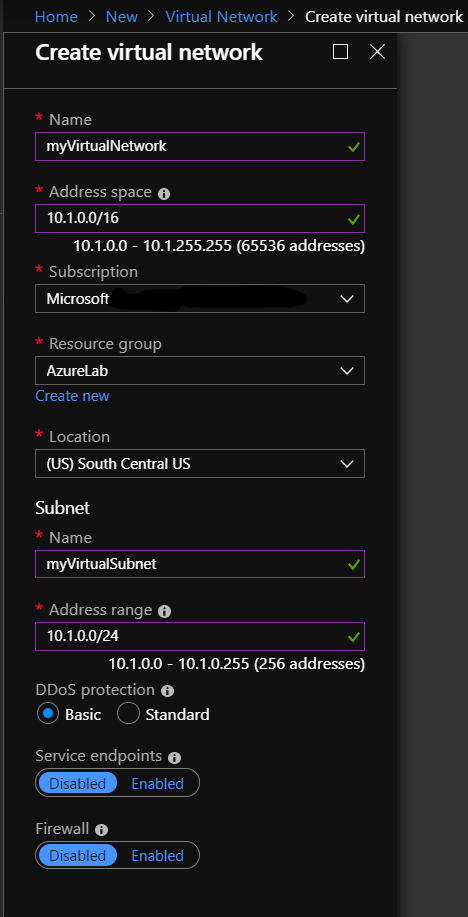 Home > New > Virtual Network > Create virtual network
Create virtual network
* Name
myVirtualNetwork
* Address space
10.1.0.0/16
10.1.0.0 - 10.1.255.255 (65536 addresses)
* Subscription
Microsoft
* Resource group
AzureLab
Create new
* Location
(US) South Central US
Subnet
* Name
myVirtualSubnet
* Address range
10.1.0.0/24
10.1.0.0 - 10.1.0.255 (256 addresses)
DDoS protection
Basic Standard
Service endpoints
Disabled Enabled
Firewall
Disabled Enabled